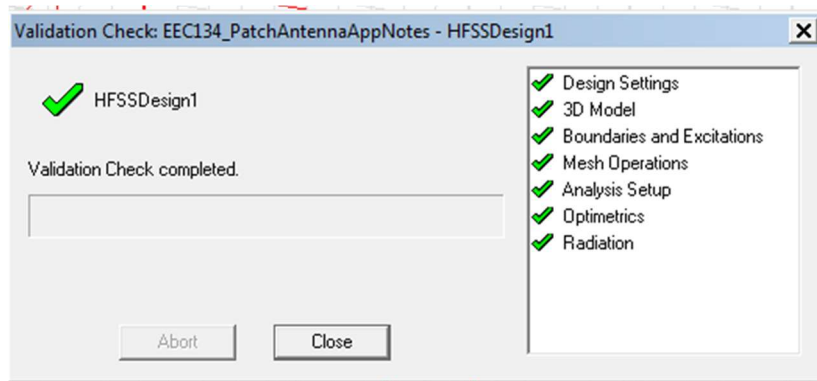 Validation Check: EEC134_PatchAntennaAppNotes - HFSSDesign1
HFSSDesign1
Validation Check completed.
Abort
Close
Design Settings
3D Model
Boundaries and Excitations
Mesh Operations
Analysis Setup
Optimetrics
Radiation